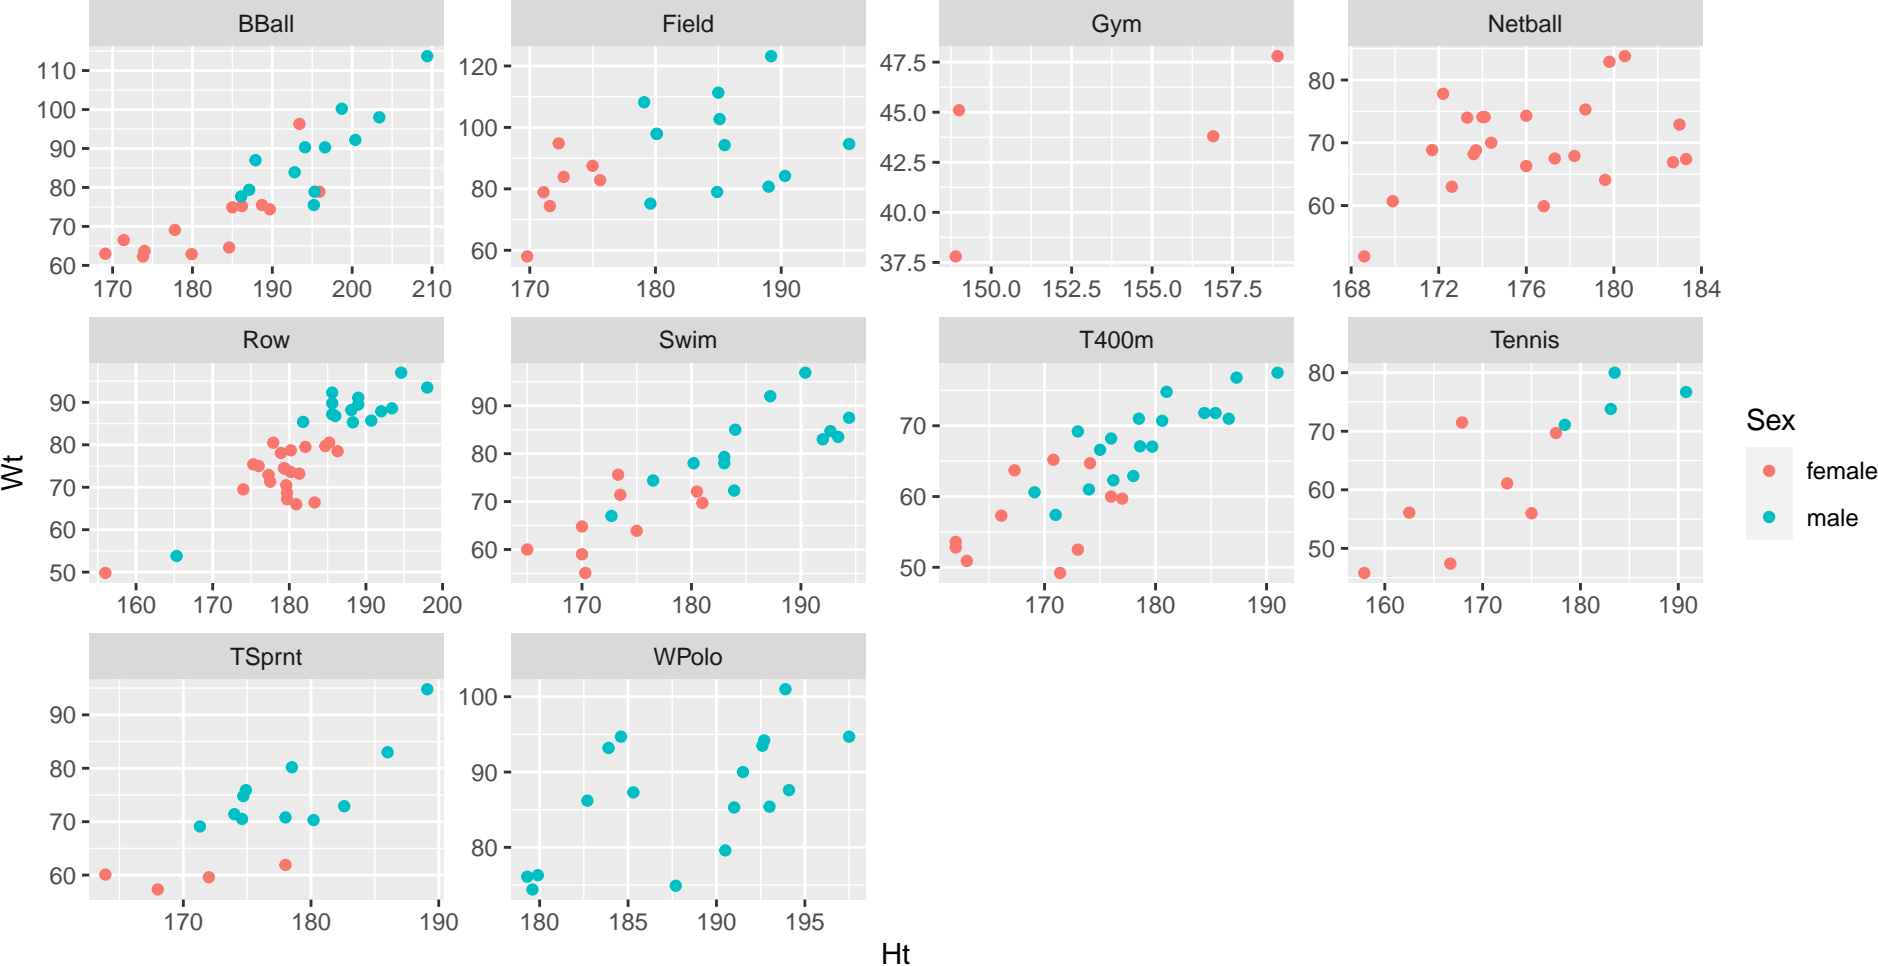 BBall Field Gym Netball
110
100
90
80
70
60
170 180 190 200 210
120
100
80
60
170 180 190
47.5
45.0
42.5
40.0
37.5
150.0 152.5 155.0 157.5
80
70
60
168 172 176 180 184
Row Swim T400m Tennis
90
80
70
60
50
160 170 180 190 200
90
80
70
60
170 180 190
70
60
50
170 180 190
80
70
60
50
160 170 180 190
TSprnt WPolo
90
80
70
60
170 180 190
100
90
80
180 185 190 195
Wt
Ht
Sex
female
male